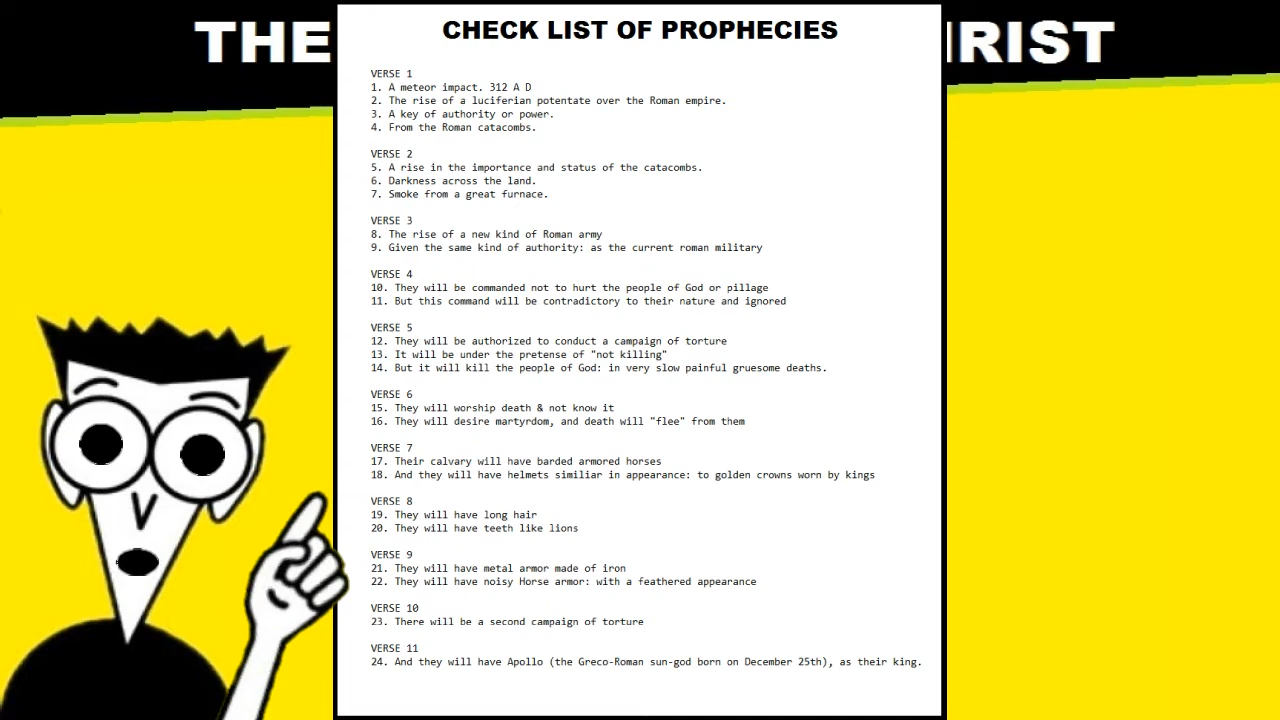 THE
CHECK LIST OF PROPHECIES
HRIST
VERSE 1
1. A meteor impact. 312 A D
2. The rise of a luciferian potentate over the Roman empire.
3. A key of authority or power.
4. From the Roman catacombs.
VERSE 2
5. A rise in the importance and status of the catacombs.
6. Darkness across the land.
7. Smoke from a great furnace.
VERSE 3
8. The rise of a new kind of Roman army
9. Given the same kind of authority: as the current roman military
VERSE 4
10. They will be commanded not to hurt the people of God or pillage
11. But this command will be contradictory to their nature and ignored
VERSE 5
12. They will be authorized to conduct a campaign of torture
13. It will be under the pretense of "not killing"
14. But it will kill the people of God: in very slow painful gruesome deaths.
VERSE 6
15. They will worship death & not know it
16. They will desire martyrdom, and death will "flee" from them
VERSE 7
17. Their calvary will have barded armored horses
18. And they will have helmets similiar in appearance: to golden crowns worn by kings
VERSE 8
19. They will have long hair
20. They will have teeth like lions
VERSE 9
21. They will have metal armor made of iron
22. They will have noisy Horse armor: with a feathered appearance
VERSE 10
23. There will be a second campaign of torture
VERSE 11
24. And they will have Apollo (the Greco-Roman sun-god born on December 25th), as their king.